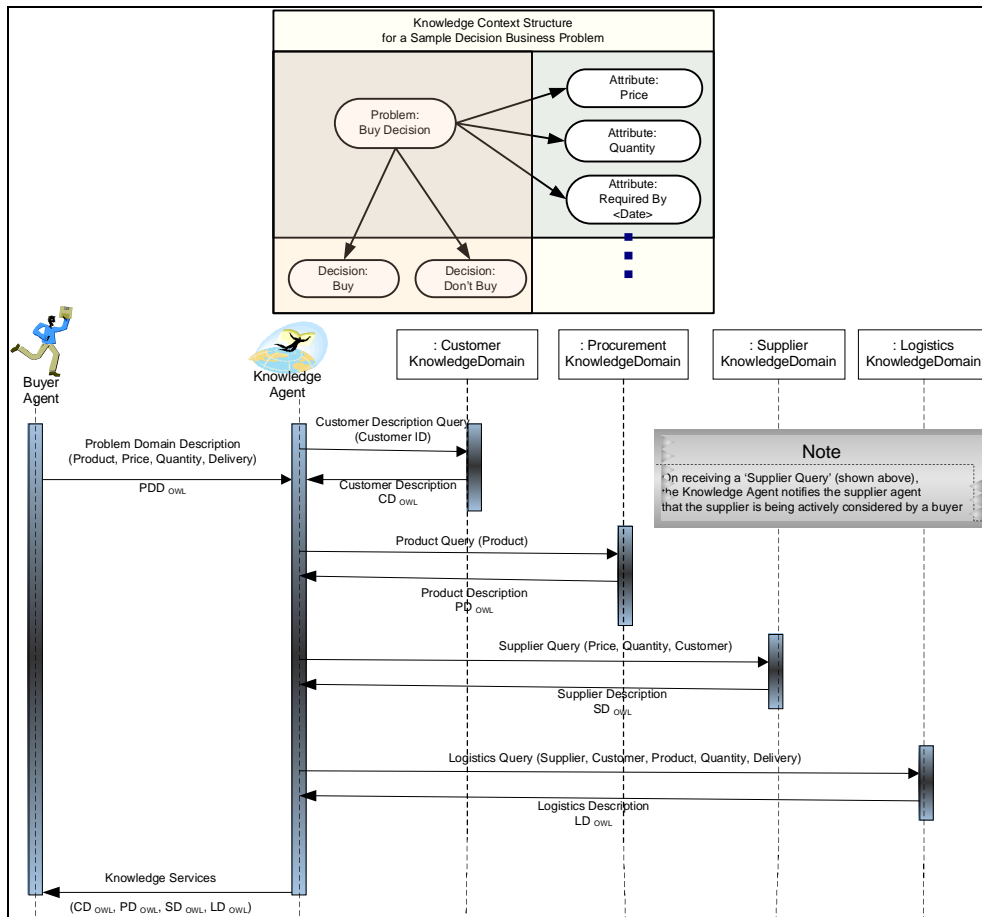 Knowledge Context Structure
for a Sample Decision Business Problem
Problem:
Buy Decision
Attribute:
Price
Attribute:
Quantity
Attribute:
Required By
<Date>
Decision:
Buy
Decision:
Don't Buy
Buyer
Agent
Knowledge
Agent
: Customer
KnowledgeDomain
: Procurement
KnowledgeDomain
: Supplier
KnowledgeDomain
: Logistics
KnowledgeDomain
Problem Domain Description
(Product, Price, Quantity, Delivery)
PDD OWL
Customer Description Query
(Customer ID)
Customer Description
CD OWL
Note
On receiving a 'Supplier Query' (shown above),
the Knowledge Agent notifies the supplier agent
that the supplier is being actively considered by a buyer
Product Query (Product)
Product Description
PD OWL
Supplier Query (Price, Quantity, Customer)
Supplier Description
SD OWL
Logistics Query (Supplier, Customer, Product, Quantity, Delivery)
Logistics Description
LD OWL
Knowledge Services
(CD OWL, PD OWL, SD OWL, LD OWL)